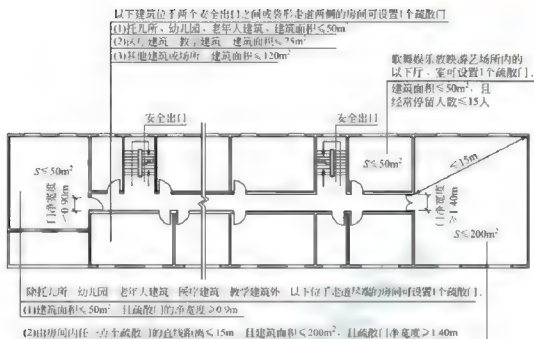 以下建筑位于两个安全出口之间或袋形走道两侧的房间可设置1个疏散门
(1)托儿所、幼儿园、老年人建筑、建筑面积≤50m²
(2)医疗建筑 教学建筑 建筑面积≤75m²
(3)其他建筑或场所 建筑面积≤120m²
歌舞娱乐放映游艺场所内的
以下厅、室可设置1个疏散门,
建筑面积≤50m², 且
经常停留人数≤15人
安全出口
安全出口
S≤50m²
门净宽度
≥0.90m
S≤50m²
≤15m
门净宽度
≥1.40m
S≤200m²
除托儿所 幼儿园 老年人建筑 医疗建筑 教学建筑外 以下位于走道尽端的房间可设置1个疏散门,
(1)建筑面积<50m² 且疏散门的净宽度≥0.9m
(2)由房间内任一点至疏散门的直线距离≤15m 且建筑面积≤200m², 且疏散门净宽度≥1.40m